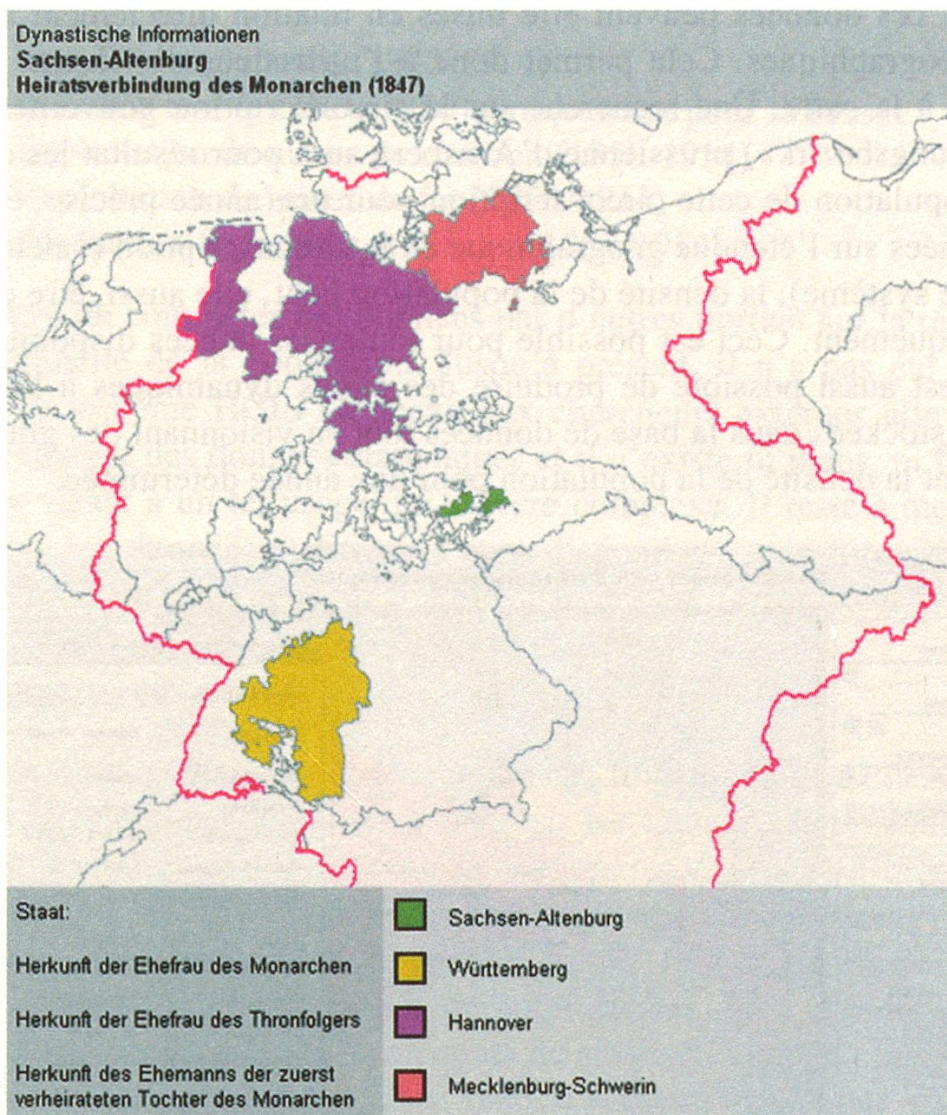 Dynastische Informationen
Sachsen-Altenburg
Heiratsverbindung des Monarchen (1847)
Staat:
Sachsen-Altenburg
Herkunft der Ehefrau des Monarchen
Württemberg
Herkunft der Ehefrau des Thronfolgers
Hannover
Herkunft des Ehemanns der zuerst
verheirateten Tochter des Monarchen
Mecklenburg-Schwerin